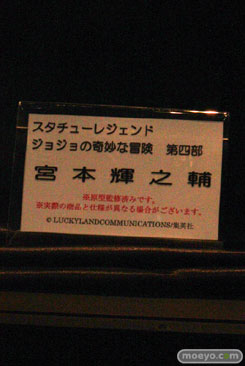 スタチューレジェンド
ジョジョの奇妙な冒険　第四部
宮本輝之輔
※原型監修済みです。
※実際の商品と仕様が異なる場合がございます。
© LUCKYLANDCOMMUNICATIONS/集英社
moeyo.com